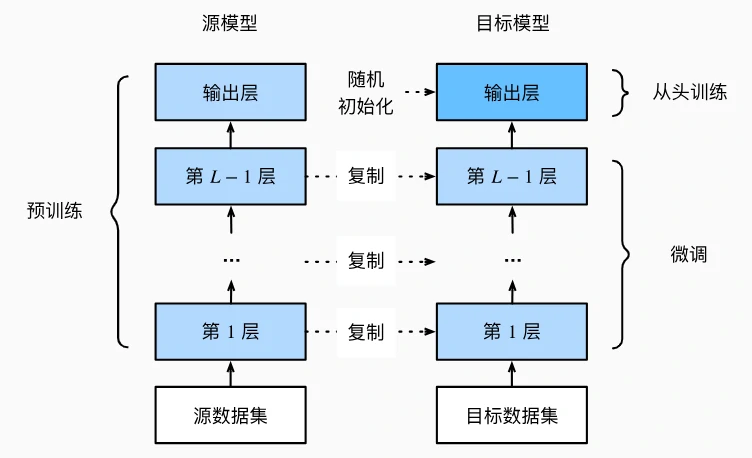 源模型
目标模型
输出层
随机
初始化
输出层
从头训练
第 L − 1 层
复制
第 L − 1 层
预训练
...
复制
...
微调
第 1 层
复制
第 1 层
源数据集
目标数据集